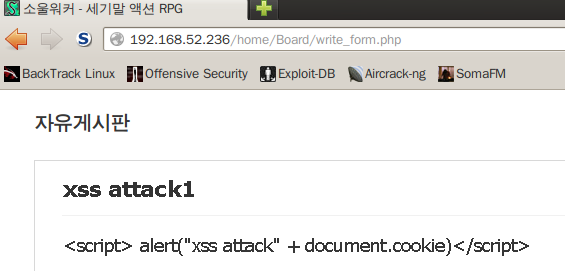 소울워커 - 세기말 액션 RPG
192.168.52.236/home/Board/write_form.php
BackTrack Linux Offensive Security Exploit-DB Aircrack-ng SomaFM
자유게시판
xss attack1
<script> alert("xss attack" + document.cookie)</script>